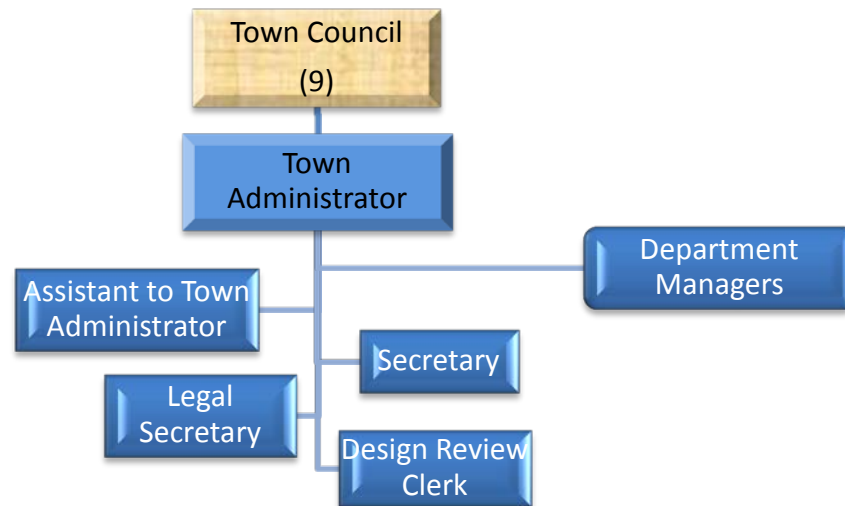 Town Council
(9)
Town
Administrator
Department
Managers
Assistant to Town
Administrator
Secretary
Legal
Secretary
Design Review
Clerk